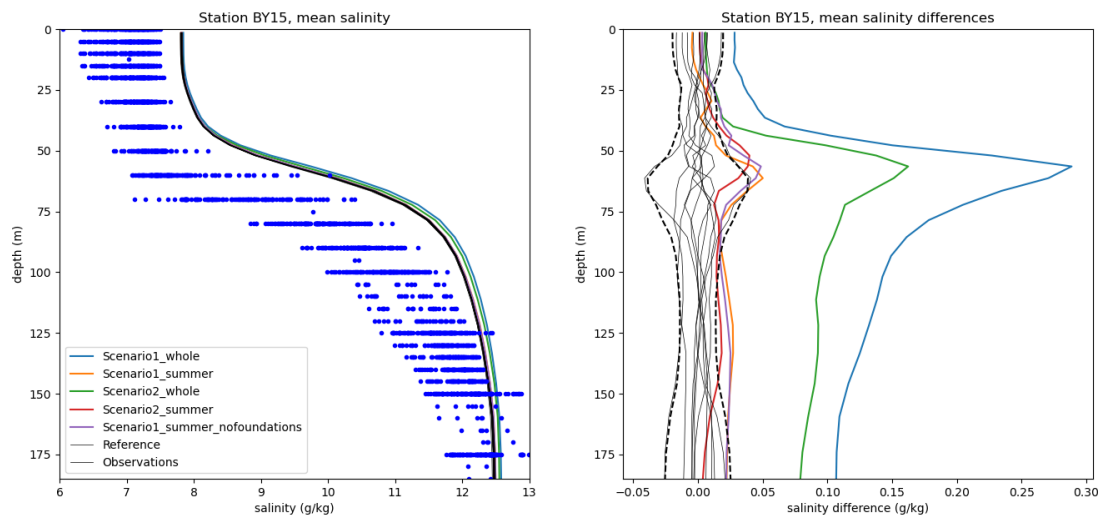 Station BY15, mean salinity
0
25
50
75
100
125
150
175
depth (m)
Scenario1_whole
Scenario1_summer
Scenario2_whole
Scenario2_summer
Scenario1_summer_nofoundations
Reference
Observations
6 7 8 9 10 11 12 13
salinity (g/kg)
Station BY15, mean salinity differences
0
25
50
75
100
125
150
175
depth (m)
−0.05 0.00 0.05 0.10 0.15 0.20 0.25 0.30
salinity difference (g/kg)